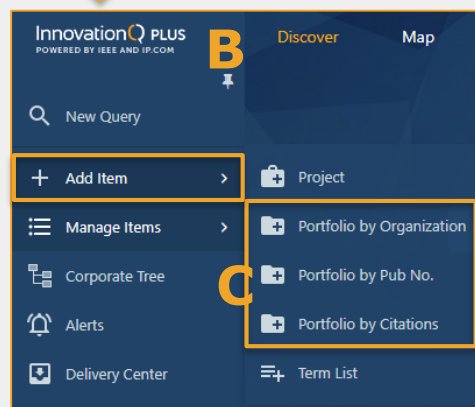 InnovationQ PLUS
POWERED BY IEEE AND IP.COM
B
Discover
Map
New Query
Add Item
Project
Manage Items
Portfolio by Organization
Corporate Tree
C
Portfolio by Pub No.
Alerts
Portfolio by Citations
Delivery Center
Term List